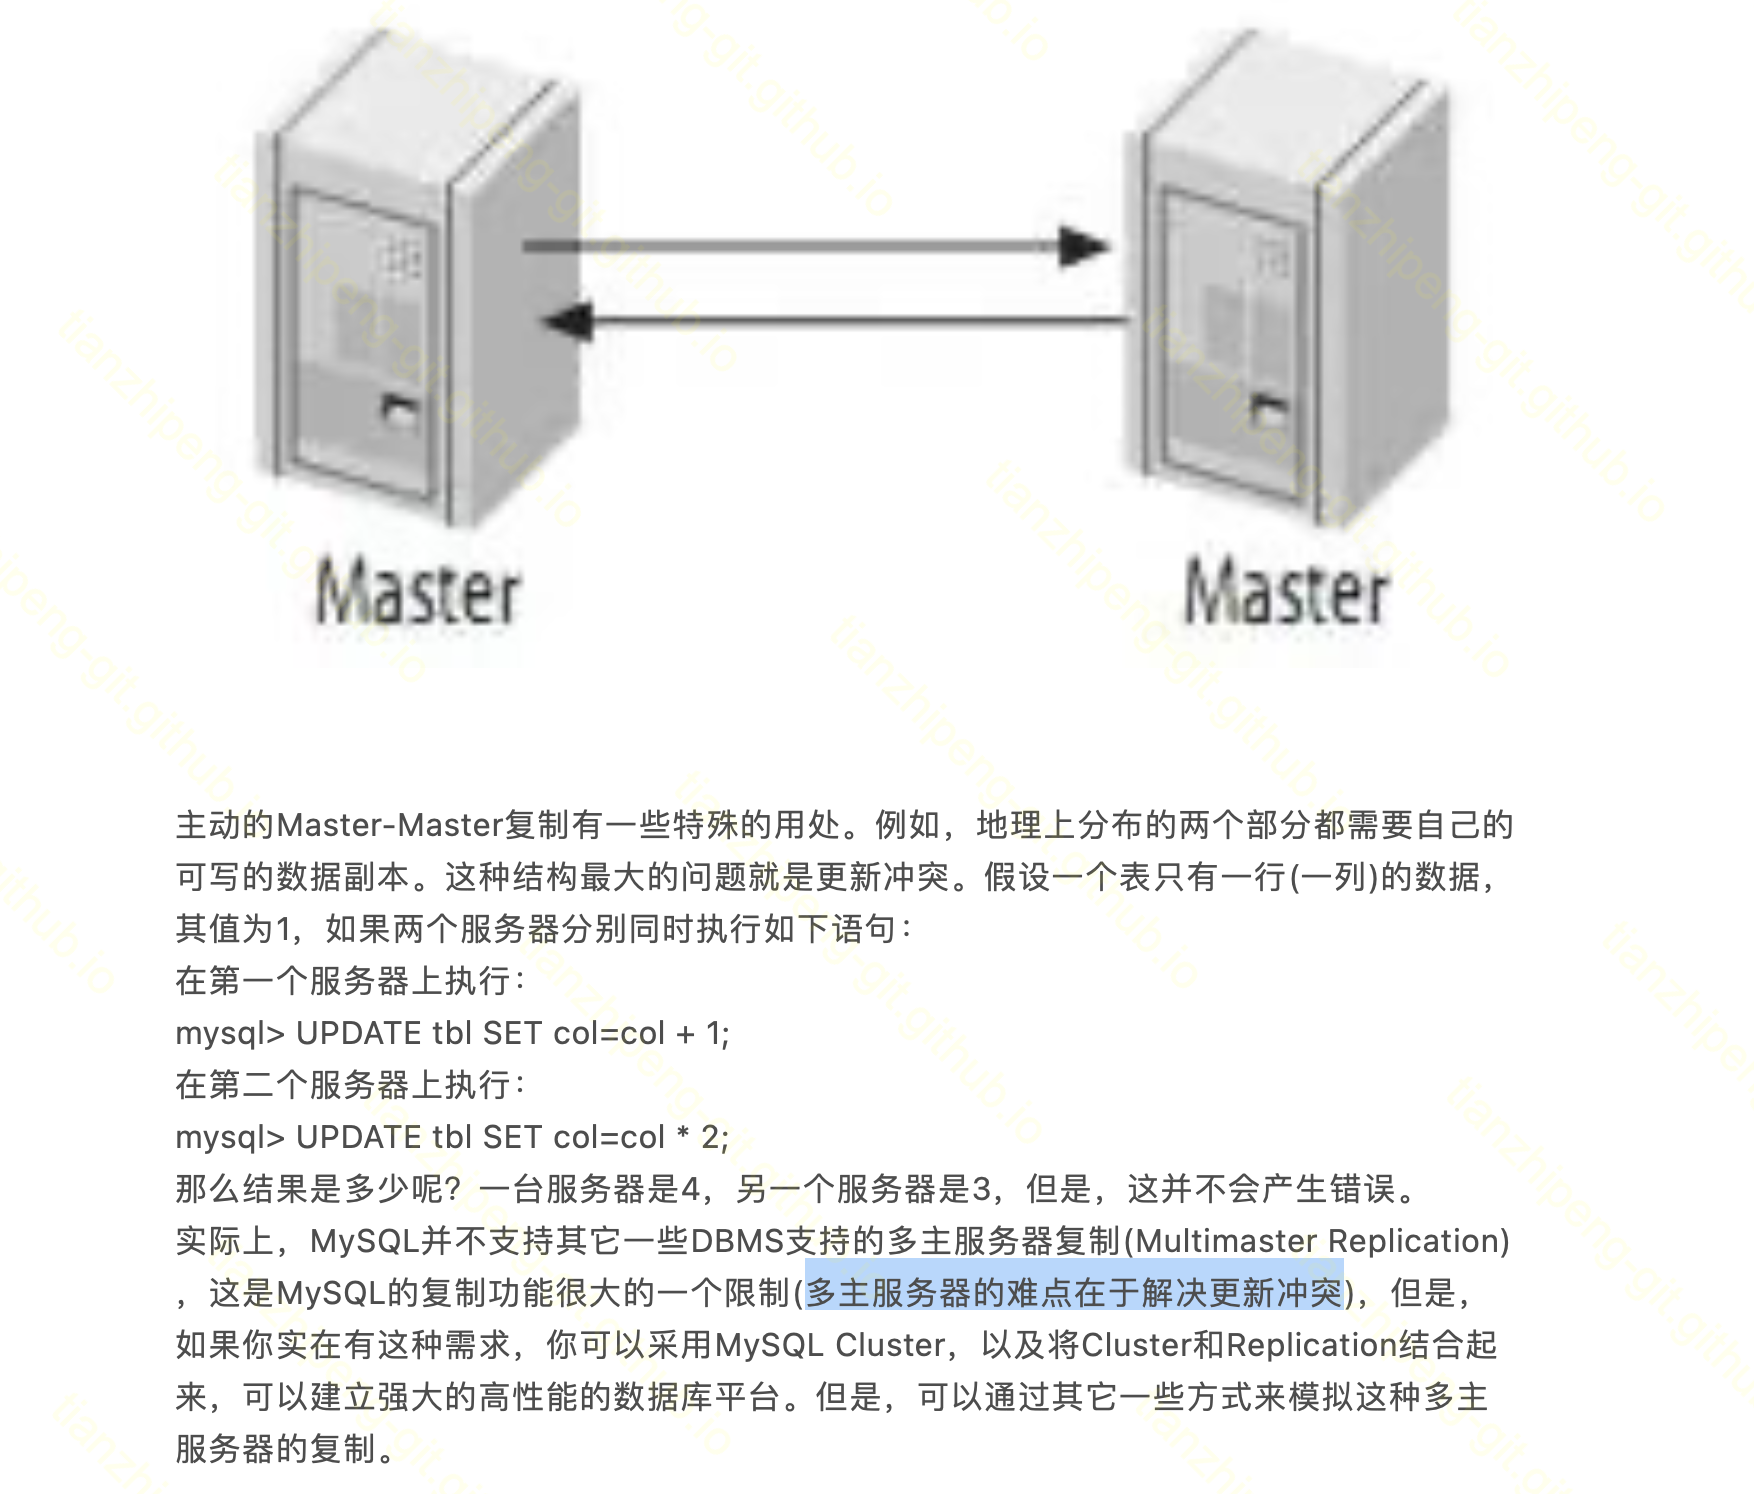 Master
Master
主动的Master-Master复制有一些特殊的用处。例如，地理上分布的两个部分都需要自己的
可写的数据副本。这种结构最大的问题就是更新冲突。假设一个表只有一行(一列)的数据，
其值为1，如果两个服务器分别同时执行如下语句：
在第一个服务器上执行：
mysql> UPDATE tbl SET col=col + 1;
在第二个服务器上执行：
mysql> UPDATE tbl SET col=col * 2;
那么结果是多少呢？一台服务器是4，另一个服务器是3，但是，这并不会产生错误。
实际上，MySQL并不支持其它一些DBMS支持的多主服务器复制(Multimaster Replication)
，这是MySQL的复制功能很大的一个限制(多主服务器的难点在于解决更新冲突)，但是，
如果你实在有这种需求，你可以采用MySQL Cluster，以及将Cluster和Replication结合起
来，可以建立强大的高性能的数据库平台。但是，可以通过其它一些方式来模拟这种多主
服务器的复制。
tianzhipeng-git.github.io